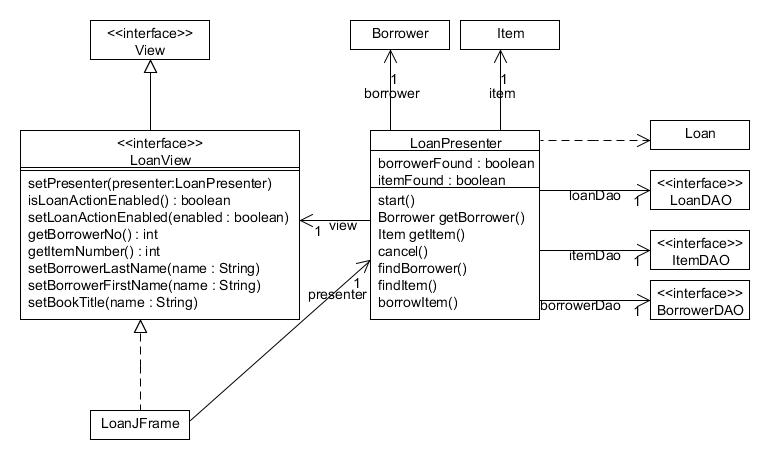 <<interface>>
View
Borrower
Item
1
borrower
1
item
<<interface>>
LoanView
setPresenter(presenter:LoanPresenter)
isLoanActionEnabled() : boolean
setLoanActionEnabled(enabled : boolean)
getBorrowerNo() : int
getItemNumber() : int
setBorrowerLastName(name : String)
setBorrowerFirstName(name : String)
setBookTitle(name : String)
1
view
LoanPresenter
borrowerFound : boolean
itemFound : boolean
start()
Borrower getBorrower()
Item getItem()
cancel()
findBorrower()
findItem()
borrowItem()
Loan
loanDao
1
<<interface>>
LoanDAO
itemDao
1
<<interface>>
ItemDAO
borrowerDao
1
<<interface>>
BorrowerDAO
1
presenter
LoanJFrame